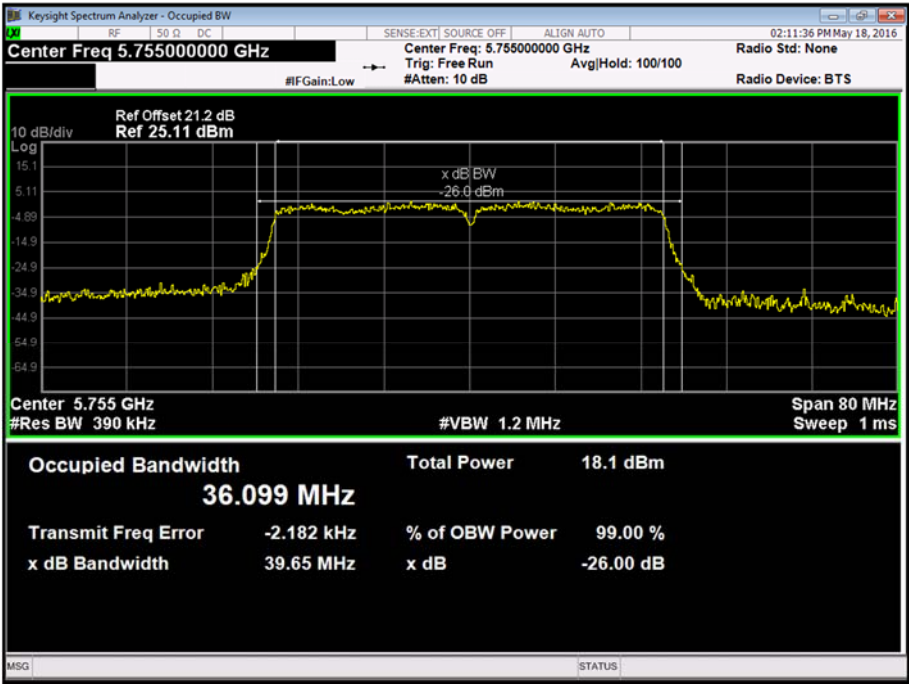 Keysight Spectrum Analyzer - Occupied BW
LXI RF 50 Ω DC SENSE:EXT SOURCE OFF ALIGN AUTO 02:11:36 PM May 18, 2016
Center Freq 5.755000000 GHz Center Freq: 5.755000000 GHz Radio Std: None
Trig: Free Run Avg|Hold: 100/100
#IFGain:Low #Atten: 10 dB Radio Device: BTS
Ref Offset 21.2 dB
10 dB/div Ref 25.11 dBm
Log
15.1
x dB BW
5.11
-26.0 dBm
-4.89
-14.9
-24.9
-34.9
-44.9
-54.9
-64.9
Center 5.755 GHz Span 80 MHz
#Res BW 390 kHz #VBW 1.2 MHz Sweep 1 ms
Occupied Bandwidth Total Power 18.1 dBm
36.099 MHz
Transmit Freq Error -2.182 kHz % of OBW Power 99.00 %
x dB Bandwidth 39.65 MHz x dB -26.00 dB
MSG STATUS